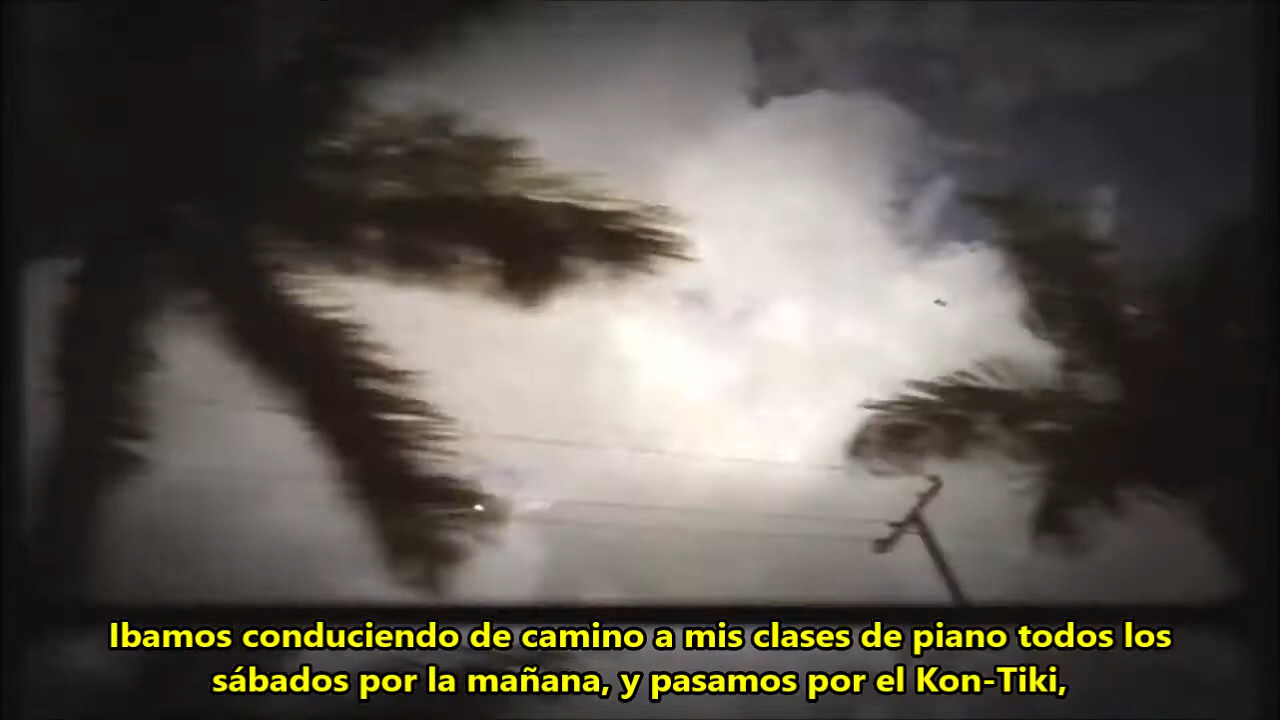 Ibamos conduciendo de camino a mis clases de piano todos los
sábados por la mañana, y pasamos por el Kon-Tiki,